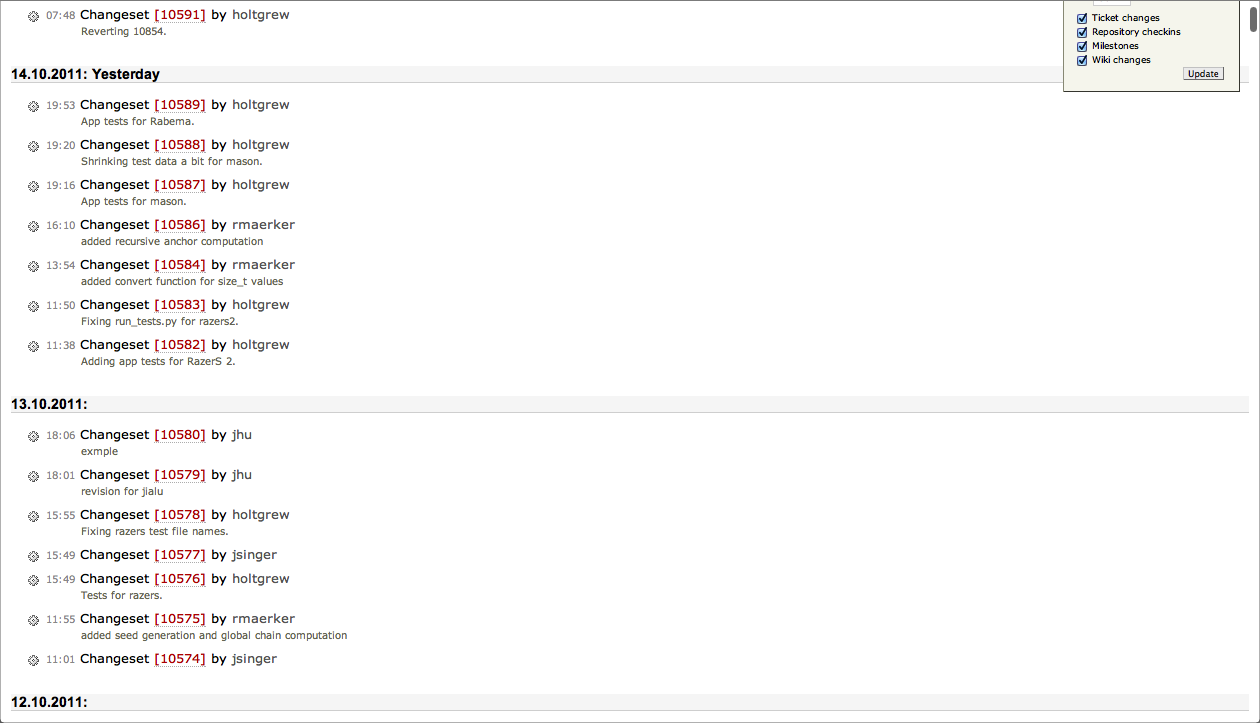 07:48 Changeset [10591] by holtgrew
Reverting 10854.
Ticket changes
Repository checkins
Milestones
Wiki changes
Update
14.10.2011: Yesterday
19:53 Changeset [10589] by holtgrew
App tests for Rabema.
19:20 Changeset [10588] by holtgrew
Shrinking test data a bit for mason.
19:16 Changeset [10587] by holtgrew
App tests for mason.
16:10 Changeset [10586] by rmaerker
added recursive anchor computation
13:54 Changeset [10584] by rmaerker
added convert function for size_t values
11:50 Changeset [10583] by holtgrew
Fixing run_tests.py for razers2.
11:38 Changeset [10582] by holtgrew
Adding app tests for RazerS 2.
13.10.2011:
18:06 Changeset [10580] by jhu
exmple
18:01 Changeset [10579] by jhu
revision for jialu
15:55 Changeset [10578] by holtgrew
Fixing razers test file names.
15:49 Changeset [10577] by jsinger
15:49 Changeset [10576] by holtgrew
Tests for razers.
11:55 Changeset [10575] by rmaerker
added seed generation and global chain computation
11:01 Changeset [10574] by jsinger
12.10.2011: